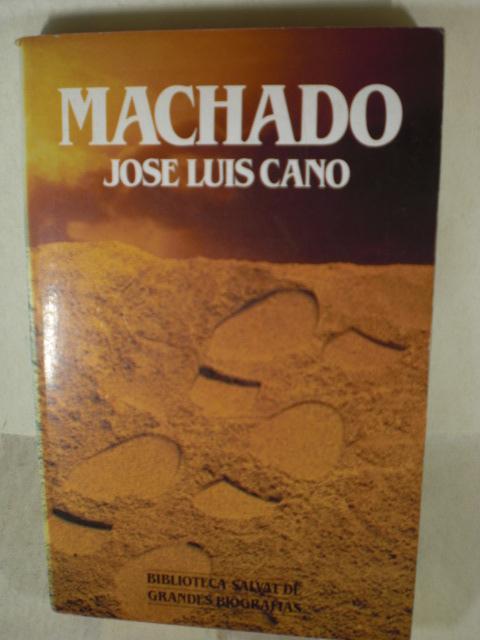 MACHADO
JOSE LUIS CANO
BIBLIOTECA SALVAT DE
GRANDES BIOGRAFIAS